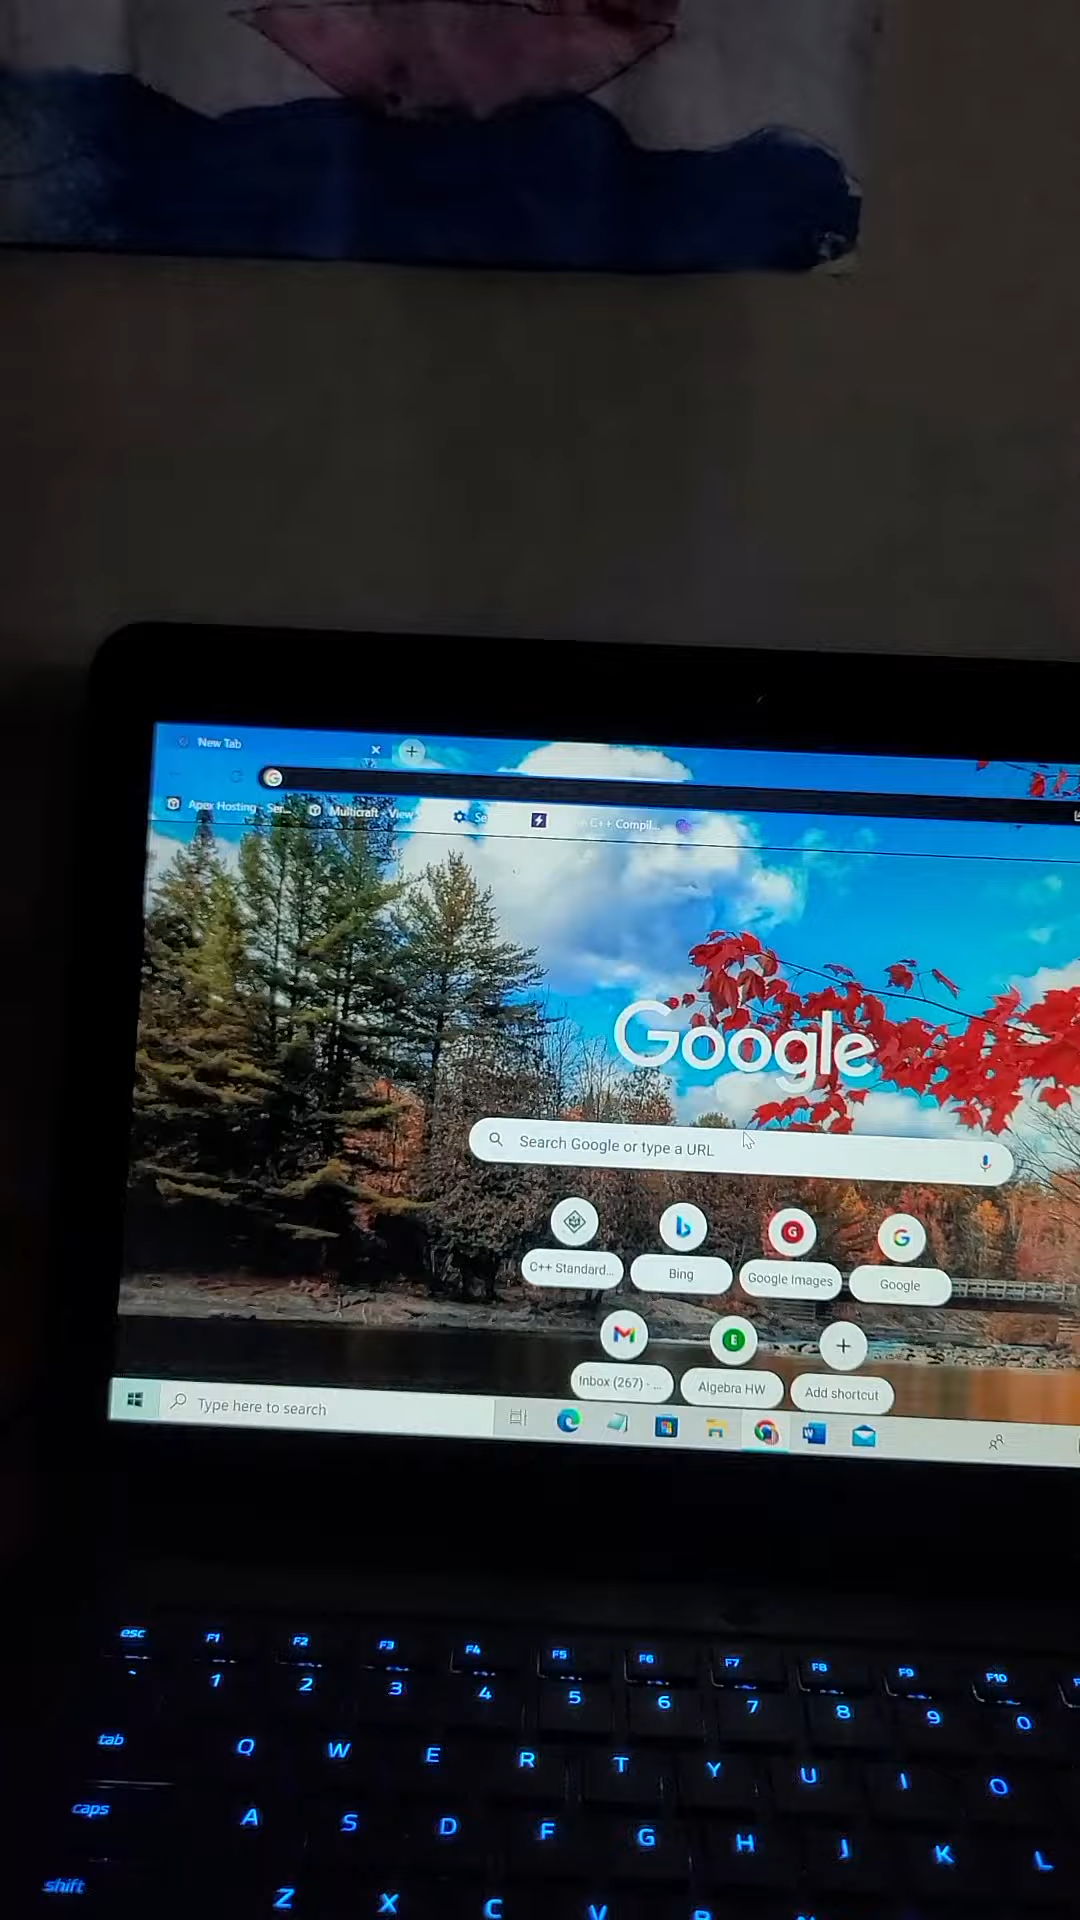 New Tab
Apex Hosting - Ser...
Multicraft - View
Se
C++ Compil...
Google
Search Google or type a URL
C++ Standard...
Bing
Google Images
Google
Inbox (267) - ...
Algebra HW
Add shortcut
Type here to search
esc F1 F2 F3 F4 F5 F6 F7 F8 F9 F10
` 1 2 3 4 5 6 7 8 9 0
tab Q W E R T Y U I O
caps A S D F G H J K L
shift Z X C V B